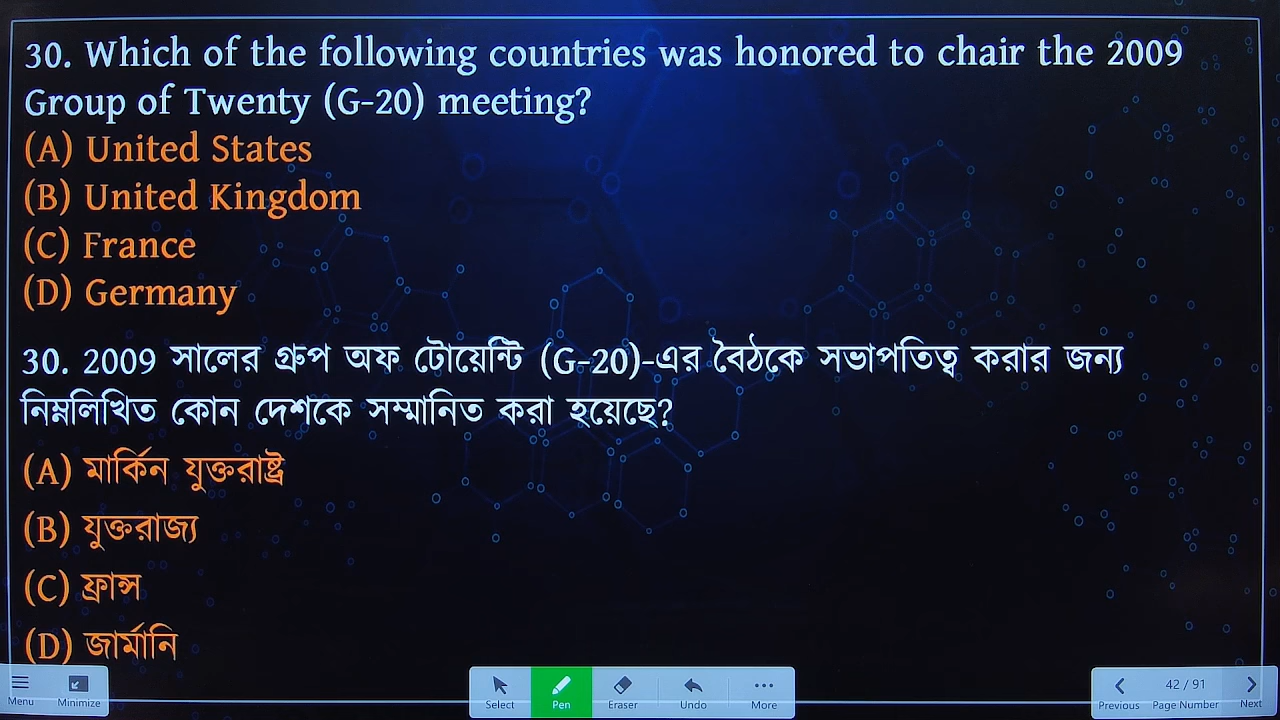 30. Which of the following countries was honored to chair the 2009
Group of Twenty (G-20) meeting?
(A) United States
(B) United Kingdom
(C) France
(D) Germany
30. 2009 সালের গ্রুপ অফ টোয়েন্টি (G-20)-এর বৈঠকে সভাপতিত্ব করার জন্য
নিম্নলিখিত কোন দেশকে সম্মানিত করা হয়েছে?
(A) মার্কিন যুক্তরাষ্ট্র
(B) যুক্তরাজ্য
(C) ফ্রান্স
(D) জার্মানি
Menu Minimize Select Pen Eraser Undo More Previous 42 / 91 Page Number Next